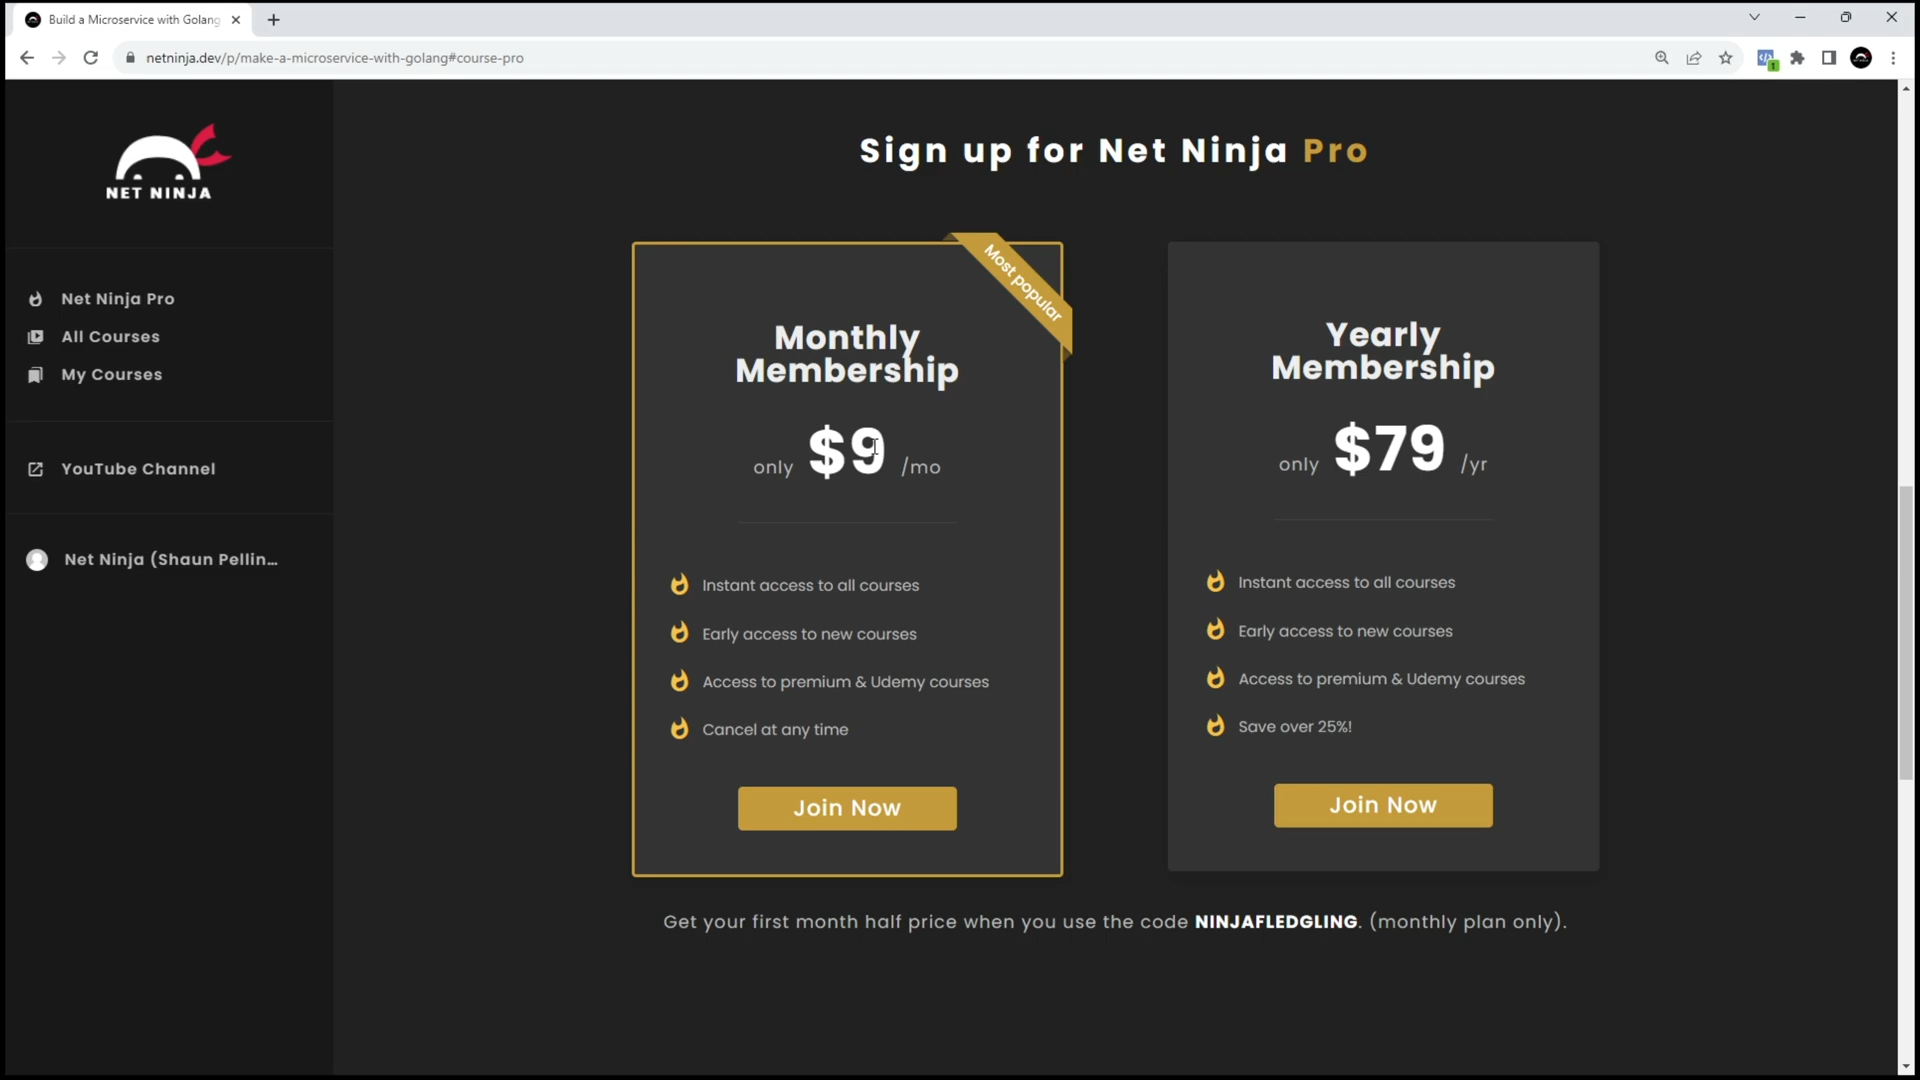 Build a Microservice with Golang
netninja.dev/p/make-a-microservice-with-golang#course-pro
1
NET NINJA
Net Ninja Pro
All Courses
My Courses
YouTube Channel
Net Ninja (Shaun Pellin...
Sign up for Net Ninja Pro
Most popular
Monthly
Membership
only $9 /mo
Instant access to all courses
Early access to new courses
Access to premium & Udemy courses
Cancel at any time
Join Now
Yearly
Membership
only $79 /yr
Instant access to all courses
Early access to new courses
Access to premium & Udemy courses
Save over 25%!
Join Now
Get your first month half price when you use the code NINJAFLEDGLING. (monthly plan only).